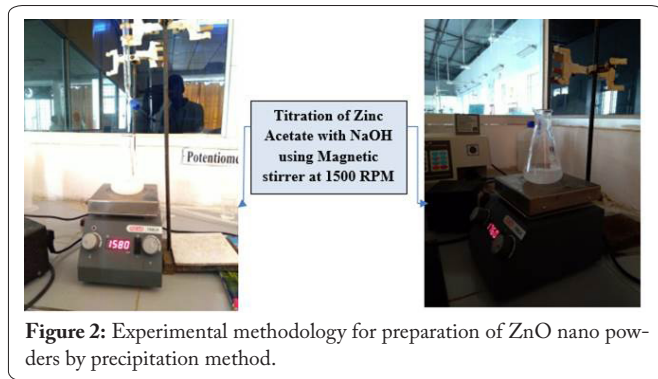 Potentiome
1580
Titration of Zinc
Acetate with NaOH
using Magnetic
stirrer at 1500 RPM
Figure 2: Experimental methodology for preparation of ZnO nano pow-
ders by precipitation method.